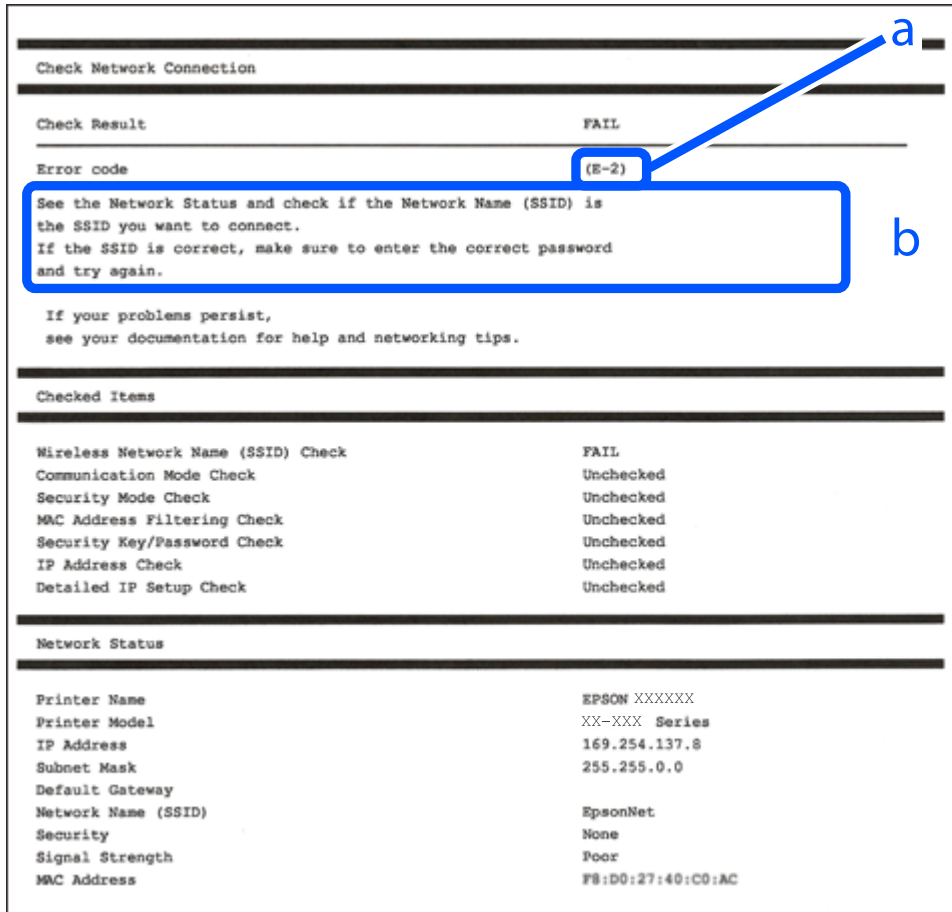 a
Check Network Connection
Check Result FAIL
Error code (E-2)
See the Network Status and check if the Network Name (SSID) is
the SSID you want to connect.
If the SSID is correct, make sure to enter the correct password
and try again.
b
If your problems persist,
see your documentation for help and networking tips.
Checked Items
Wireless Network Name (SSID) Check FAIL
Communication Mode Check Unchecked
Security Mode Check Unchecked
MAC Address Filtering Check Unchecked
Security Key/Password Check Unchecked
IP Address Check Unchecked
Detailed IP Setup Check Unchecked
Network Status
Printer Name EPSON XXXXXX
Printer Model XX-XXX Series
IP Address 169.254.137.8
Subnet Mask 255.255.0.0
Default Gateway
Network Name (SSID) EpsonNet
Security None
Signal Strength Poor
MAC Address F8:D0:27:40:C0:AC